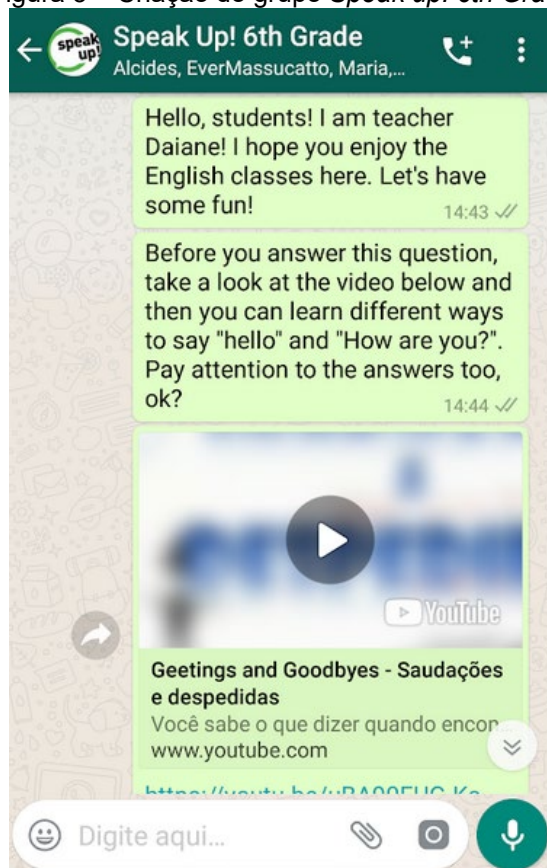 Speak up! 6th Gra
speak
up!
Speak Up! 6th Grade
Alcides, EverMassucatto, Maria,...
Hello, students! I am teacher
Daiane! I hope you enjoy the
English classes here. Let's have
some fun!
14:43
Before you answer this question,
take a look at the video below and
then you can learn different ways
to say "hello" and "How are you?".
Pay attention to the answers too,
ok?
14:44
YouTube
Geetings and Goodbyes - Saudações
e despedidas
Você sabe o que dizer quando encon...
www.youtube.com
Digite aqui...